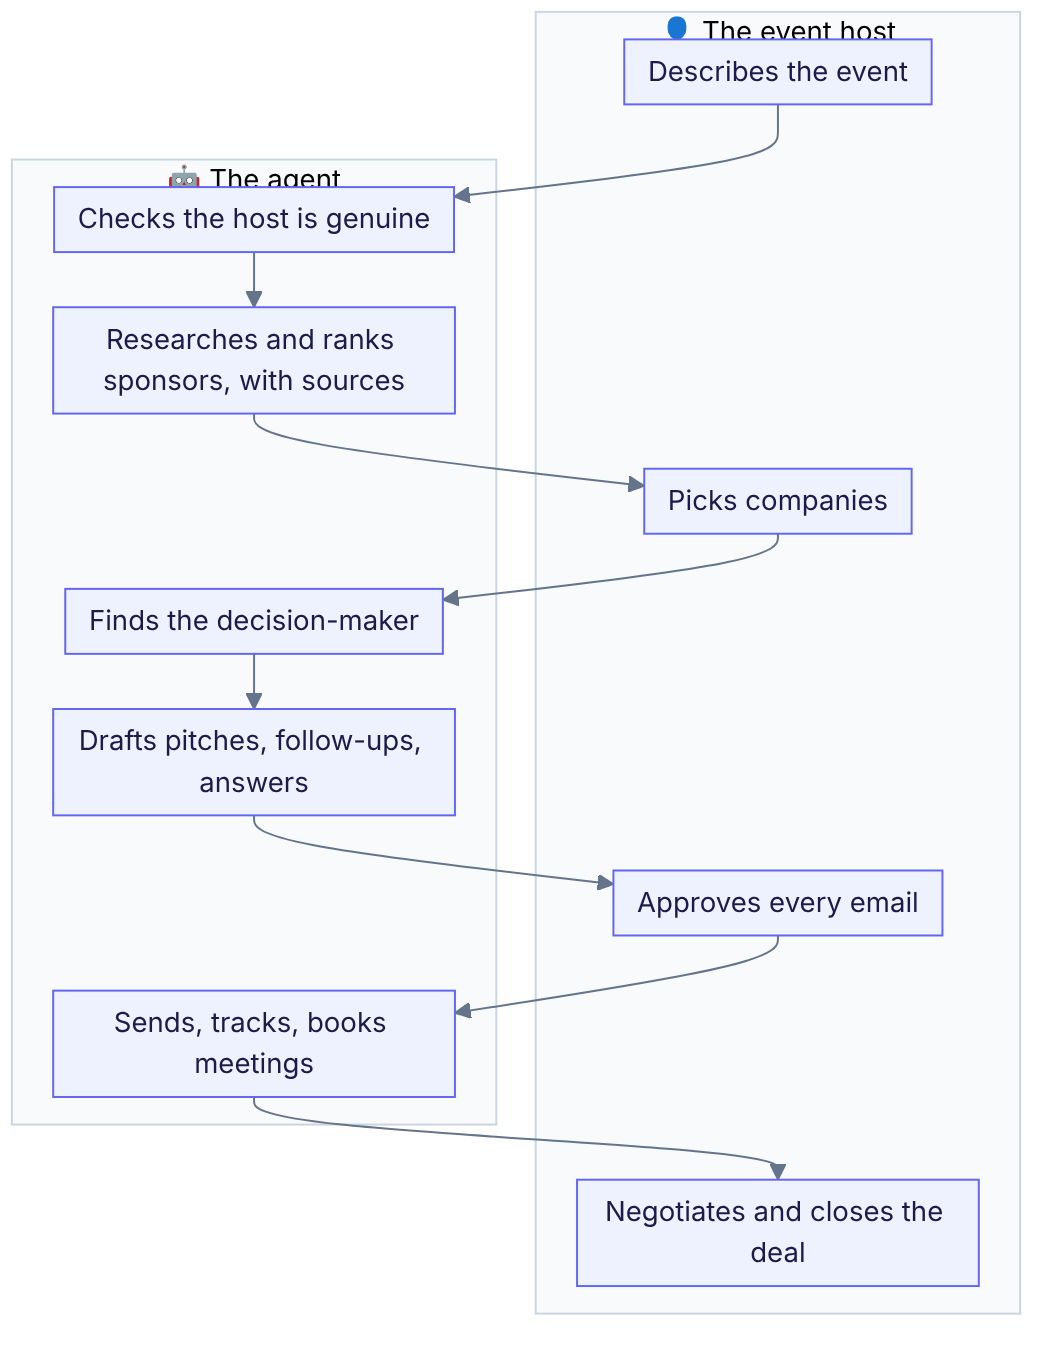 👤 The event host
Describes the event
🤖 The agent
Checks the host is genuine
Researches and ranks
sponsors, with sources
Picks companies
Finds the decision-maker
Drafts pitches, follow-ups,
answers
Approves every email
Sends, tracks, books
meetings
Negotiates and closes the
deal